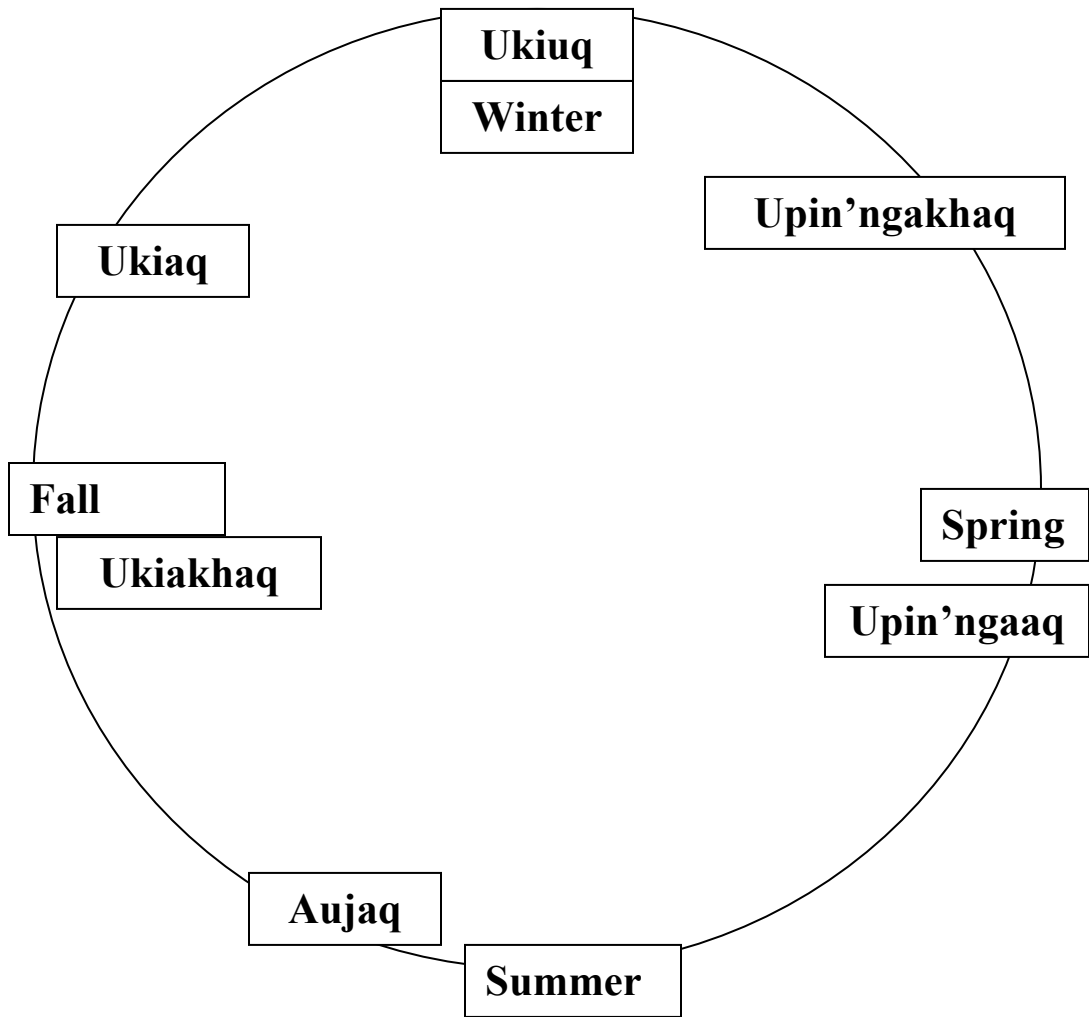 Ukiuq
Winter
Upin’ngakhaq
Ukiaq
Fall
Spring
Ukiakhaq
Upin’ngaaq
Aujaq
Summer